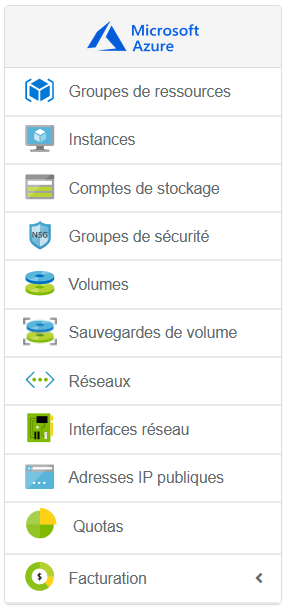 Microsoft
Azure
Groupes de ressources
Instances
Comptes de stockage
NSG
Groupes de sécurité
Volumes
Sauvegardes de volume
Réseaux
Interfaces réseau
Adresses IP publiques
Quotas
$
Facturation